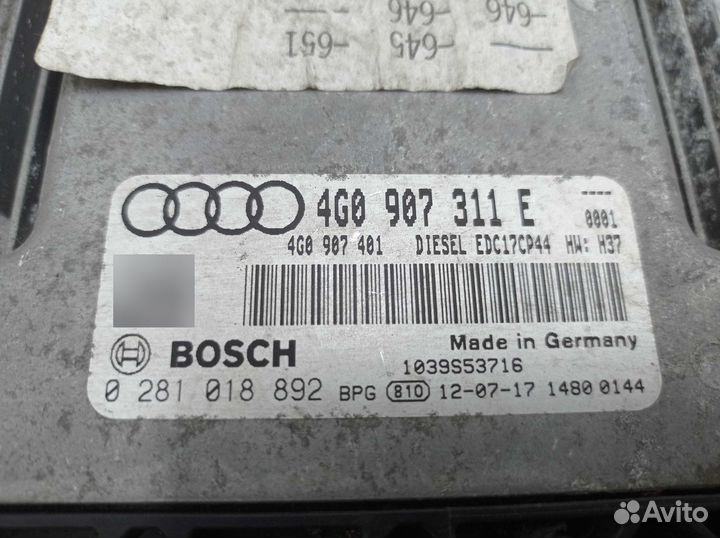 -646 -646 -
-645 -651
4G0 907 311 E ----
0001
4G0 907 401 DIESEL EDC17CP44 HW: H37
BOSCH
Made in Germany
1039S53716
0 281 018 892 BPG 810 12-07-17 1480 0144
Avito